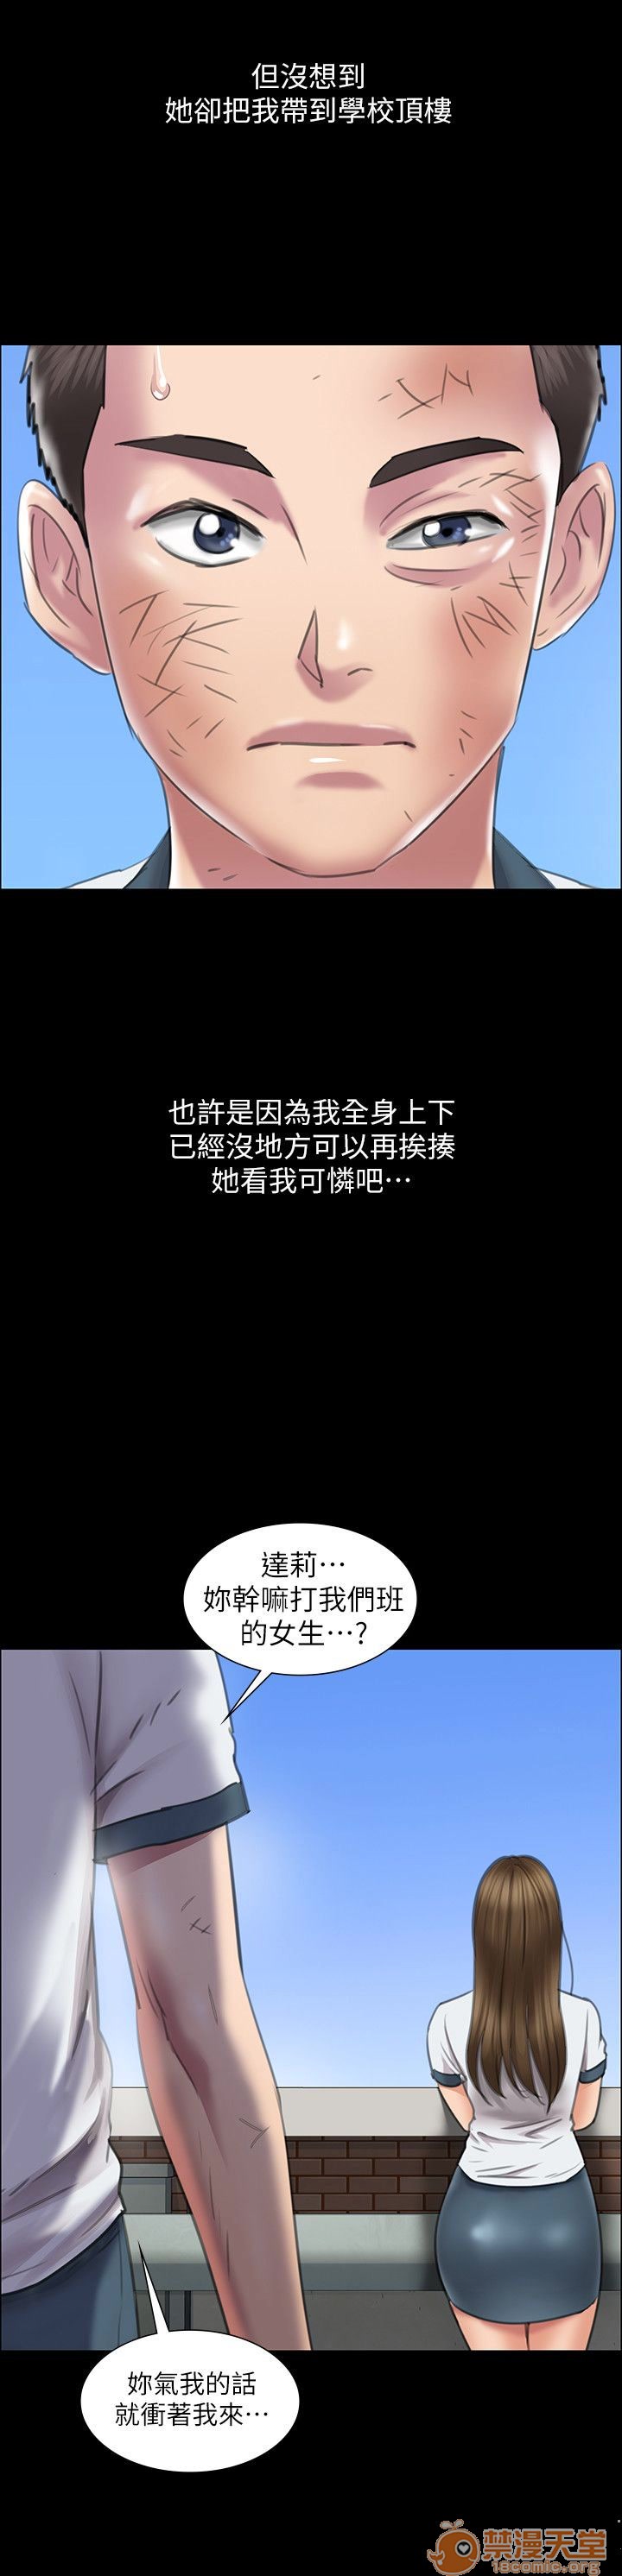 但沒想到
她卻把我帶到學校頂樓
也許是因為我全身上下
已經沒地方可以再挨揍
她看我可憐吧…
達莉…
妳幹嘛打我們班
的女生…?
妳氣我的話
就衝著我來…
禁漫天堂
18comic.org